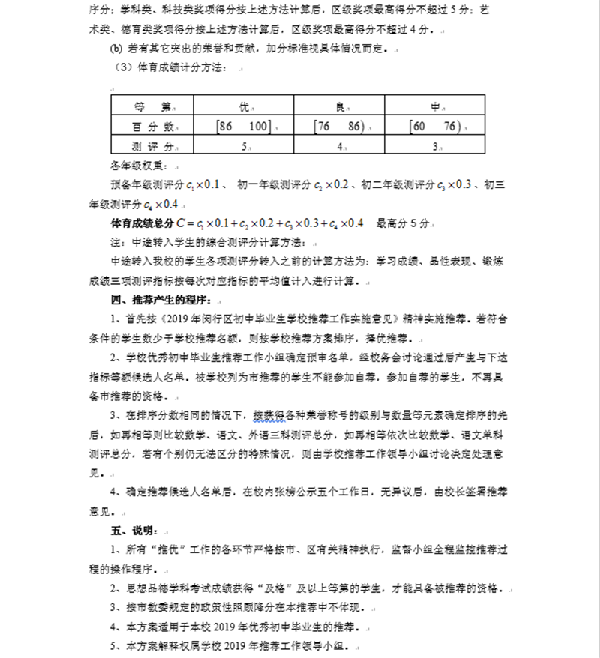 序分；学科类、科技类奖项得分按上述方法计算后，区级奖项最高得分不超过 5 分；艺
术类、德育类奖项得分按上述方法计算后，区级奖项最高得分不超过 4 分。
(b) 若有其它突出的荣誉和贡献，加分标准视具体情况而定。
（3）体育成绩计分方法：
等 第 优 良 中
百 分 数 [86 100] [76 86) [60 76)
测 评 分 5 4 3
各年级权重：
预备年级测评分c₁×0.1、 初一年级测评分c₂×0.2、初二年级测评分c₃×0.3、初三
年级测评分c₄×0.4
体育成绩总分C=c₁×0.1+c₂×0.2+c₃×0.3+c₄×0.4 最高分 5 分
注：中途转入学生的综合测评分计算方法：
中途转入我校的学生各项测评分转入之前的计算方法为：学习成绩、品性表现、锻炼
成绩三项测评指标按每次对应指标的平均值计入进行计算。
四、推荐产生的程序：
1、首先按《2019 年闵行区初中毕业生学校推荐工作实施意见》精神实施推荐。若符合
条件的学生数少于学校推荐名额，则按学校推荐方案排序，择优推荐。
2、学校优秀初中毕业生推荐工作小组确定预审名单，经校务会讨论通过后产生与下达
指标等额候选人名单。被学校列为市推荐的学生不能参加自荐。参加自荐的学生，不再具
备市推荐的资格。
3、在排序分数相同的情况下，按获得各种荣誉称号的级别与数量等元素确定排序的先
后，如再相等则比较数学、语文、外语三科测评总分，如再相等依次比较数学、语文单科
测评总分，若有个别仍无法区分的特殊情况，则由学校推荐工作领导小组讨论决定处理意
见。
4、确定推荐候选人名单后，在校内张榜公示五个工作日。无异议后，由校长签署推荐
意见。
五、说明：
1、所有“推优”工作的各环节严格按市、区有关精神执行，监督小组全程监控推荐过
程的操作程序。
2、思想品德学科考试成绩获得“及格”及以上等第的学生，才能具备被推荐的资格。
3、按市教委规定的政策性照顾降分在本推荐中不体现。
4、本方案适用于本校 2019 年优秀初中毕业生的推荐。
5、本方案解释权属学校 2019 年推荐工作领导小组。